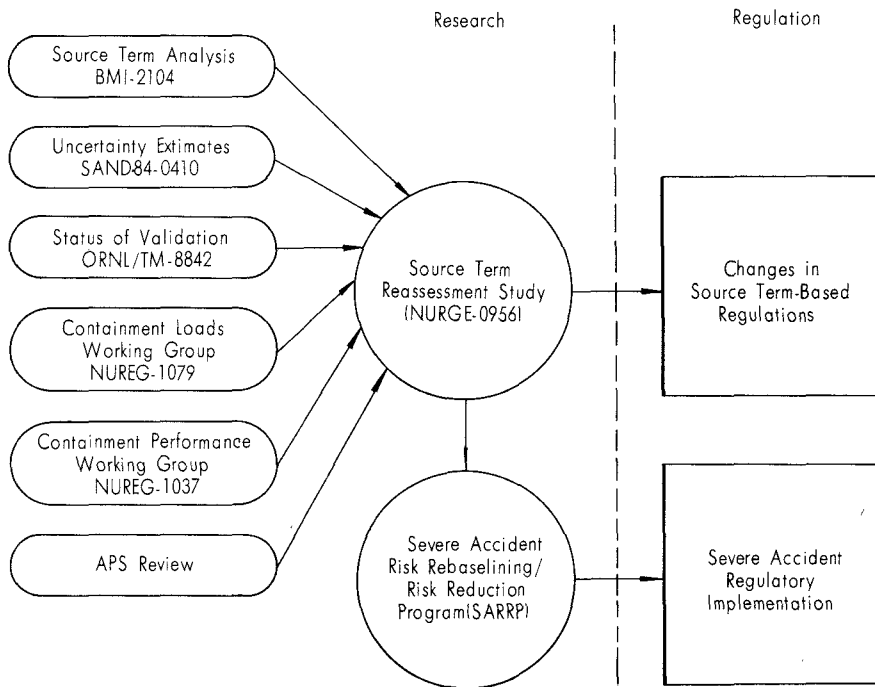 Research
Regulation
Source Term Analysis
BMI-2104
Uncertainty Estimates
SAND84-0410
Status of Validation
ORNL/TM-8842
Containment Loads
Working Group
NUREG-1079
Containment Performance
Working Group
NUREG-1037
APS Review
Source Term
Reassessment Study
(NURGE-0956)
Severe Accident
Risk Rebaselining/
Risk Reduction
Program(SARRP)
Changes in
Source Term-Based
Regulations
Severe Accident
Regulatory
Implementation